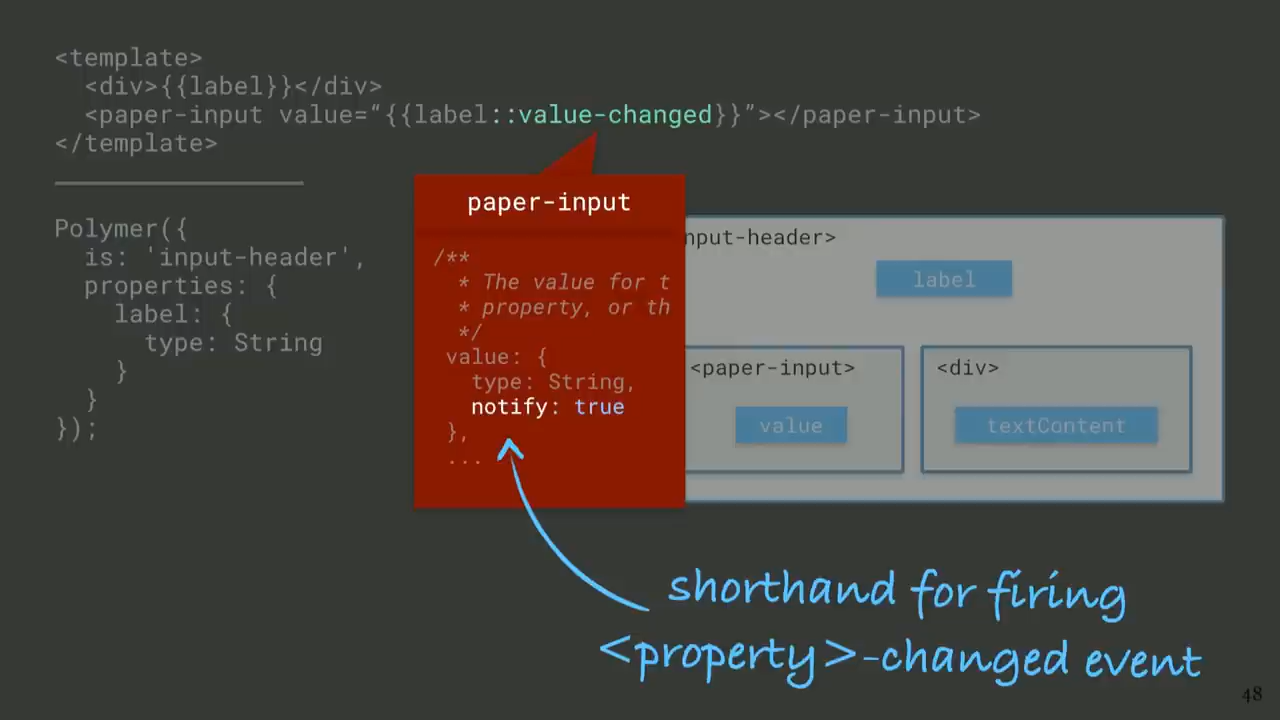 <template>
<div>{{label}}</div>
<paper-input value=“{{label::value-changed}}”></paper-input>
</template>
Polymer({
is: 'input-header',
properties: {
label: {
type: String
}
}
});
paper-input
/**
* The value for t
* property, or th
*/
value: {
type: String,
notify: true
},
...
nput-header>
label
<paper-input>
value
<div>
textContent
shorthand for firing
<property>-changed event
48